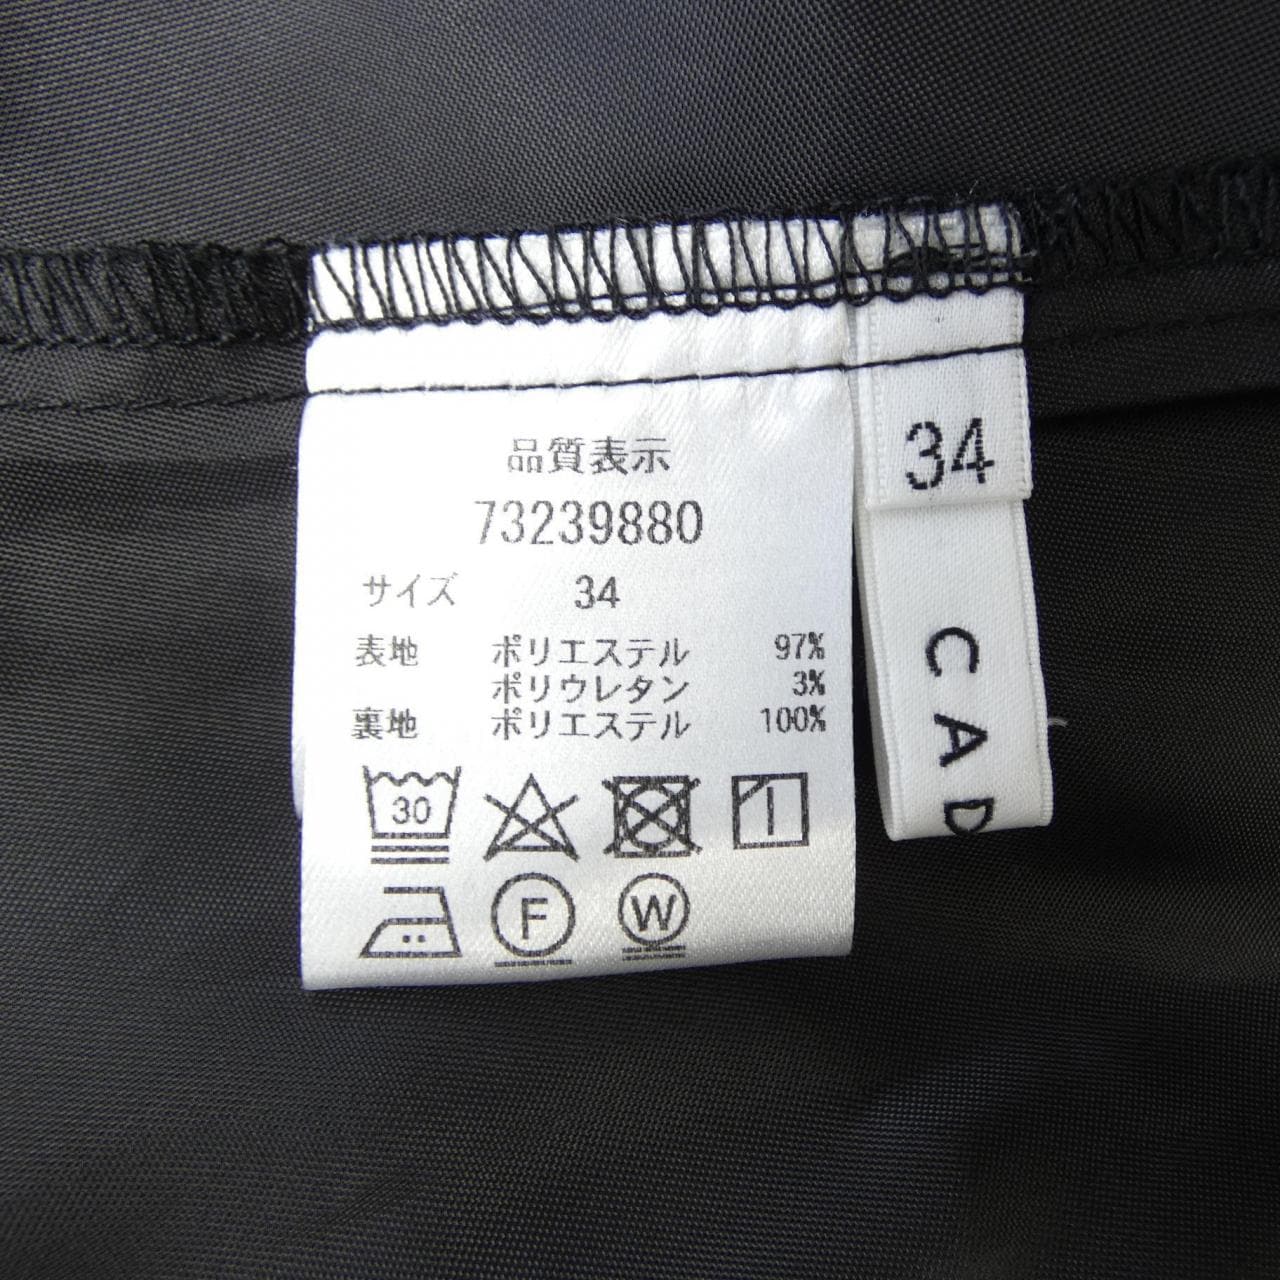 品質表示
73239880
サイズ 34
表地 ポリエステル 97%
ポリウレタン 3%
裏地 ポリエステル 100%
30
F
W
34
CAD